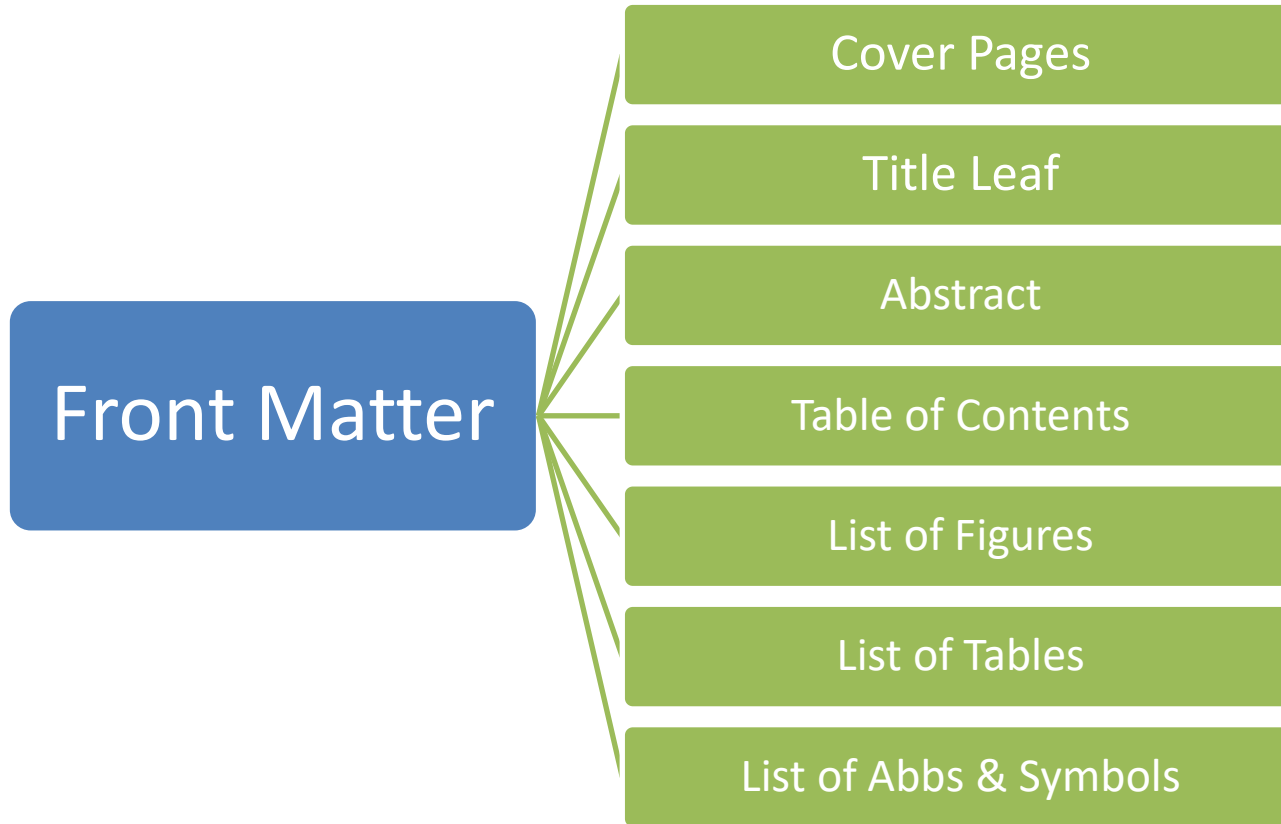 Cover Pages
Title Leaf
Abstract
Front Matter
Table of Contents
List of Figures
List of Tables
List of Abbs & Symbols